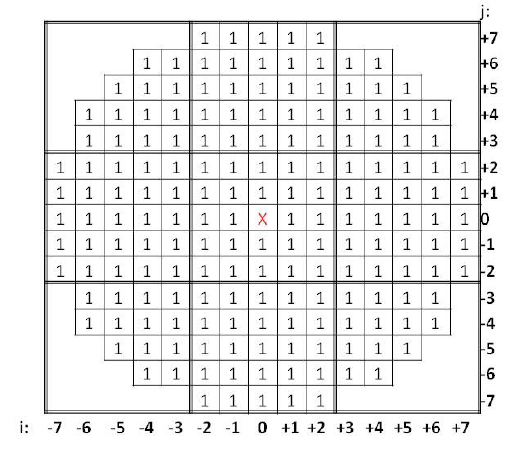 j:
1 1 1 1 1 +7
1 1 1 1 1 1 1 1 1 +6
1 1 1 1 1 1 1 1 1 1 1 +5
1 1 1 1 1 1 1 1 1 1 1 1 1 +4
1 1 1 1 1 1 1 1 1 1 1 1 1 +3
1 1 1 1 1 1 1 1 1 1 1 1 1 1 1 +2
1 1 1 1 1 1 1 1 1 1 1 1 1 1 1 +1
1 1 1 1 1 1 1 X 1 1 1 1 1 1 1 0
1 1 1 1 1 1 1 1 1 1 1 1 1 1 1 -1
1 1 1 1 1 1 1 1 1 1 1 1 1 1 1 -2
1 1 1 1 1 1 1 1 1 1 1 1 1 -3
1 1 1 1 1 1 1 1 1 1 1 1 1 -4
1 1 1 1 1 1 1 1 1 1 1 -5
1 1 1 1 1 1 1 1 1 -6
1 1 1 1 1 -7
i: -7 -6 -5 -4 -3 -2 -1 0 +1 +2 +3 +4 +5 +6 +7